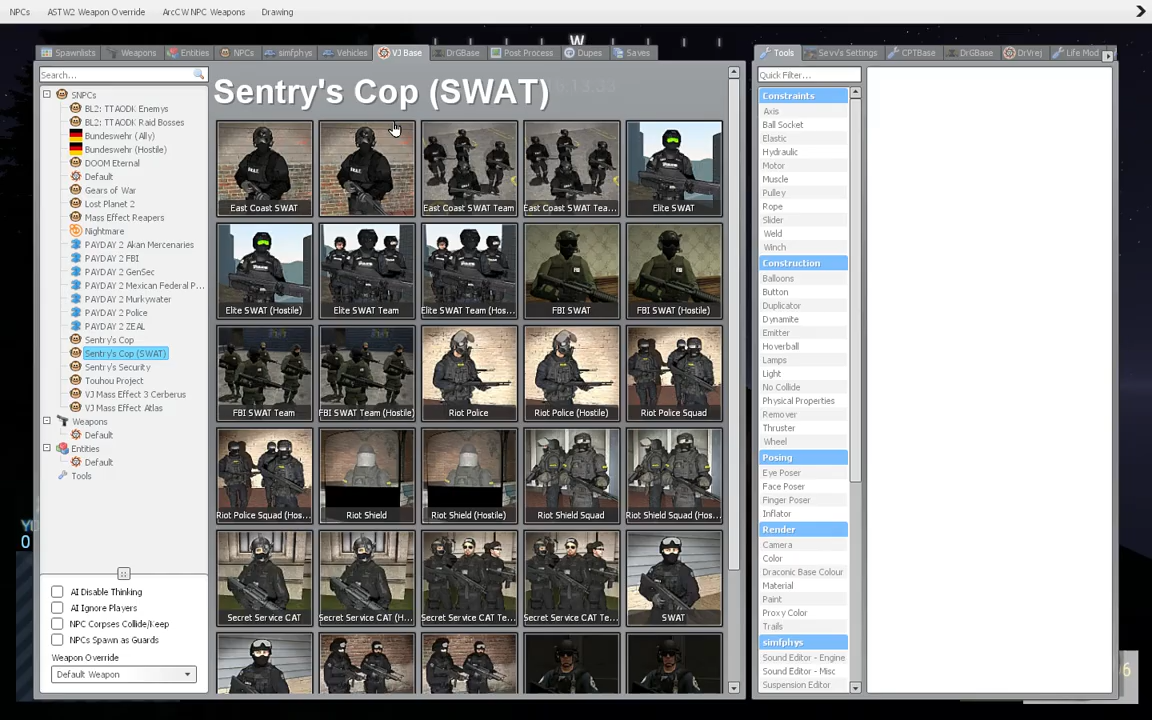 NPCs ASTW2 Weapon Override ArcCW NPC Weapons Drawing
W
Spawnlists Weapons Entities NPCs simfphys Vehicles VJ Base DrGBase Post Process Dupes Saves
Search...
SNPCs
BL2: TTAODK Enemys
BL2: TTAODK Raid Bosses
Bundeswehr (Ally)
Bundeswehr (Hostile)
DOOM Eternal
Default
Gears of War
Lost Planet 2
Mass Effect Reapers
Nightmare
PAYDAY 2 Akan Mercenaries
PAYDAY 2 FBI
PAYDAY 2 GenSec
PAYDAY 2 Mexican Federal P...
PAYDAY 2 Murkywater
PAYDAY 2 Police
PAYDAY 2 ZEAL
Sentry's Cop
Sentry's Cop (SWAT)
Sentry's Security
Touhou Project
VJ Mass Effect 3 Cerberus
VJ Mass Effect Atlas
Weapons
Default
Entities
Default
Tools
AI Disable Thinking
AI Ignore Players
NPC Corpses Collide/Keep
NPCs Spawn as Guards
Weapon Override
Default Weapon
Sentry's Cop (SWAT)
East Coast SWAT
East Coast SWAT Team
East Coast SWAT Tea...
Elite SWAT
Elite SWAT (Hostile)
Elite SWAT Team
Elite SWAT Team (Hos...
FBI SWAT
FBI SWAT (Hostile)
FBI SWAT Team
FBI SWAT Team (Hostile)
Riot Police
Riot Police (Hostile)
Riot Police Squad
Riot Police Squad (Hos...
Riot Shield
Riot Shield (Hostile)
Riot Shield Squad
Riot Shield Squad (Hos...
Secret Service CAT
Secret Service CAT (H...
Secret Service CAT Te...
Secret Service CAT Te...
SWAT
Tools Sevv's Settings CPTBase DrGBase DrVrej Life Mod
Quick Filter...
Constraints
Axis
Ball Socket
Elastic
Hydraulic
Motor
Muscle
Pulley
Rope
Slider
Weld
Winch
Construction
Balloons
Button
Duplicator
Dynamite
Emitter
Hoverball
Lamps
Light
No Collide
Physical Properties
Remover
Thruster
Wheel
Posing
Eye Poser
Face Poser
Finger Poser
Inflator
Render
Camera
Color
Draconic Base Colour
Material
Paint
Proxy Color
Trails
simfphys
Sound Editor - Engine
Sound Editor - Misc
Suspension Editor
0